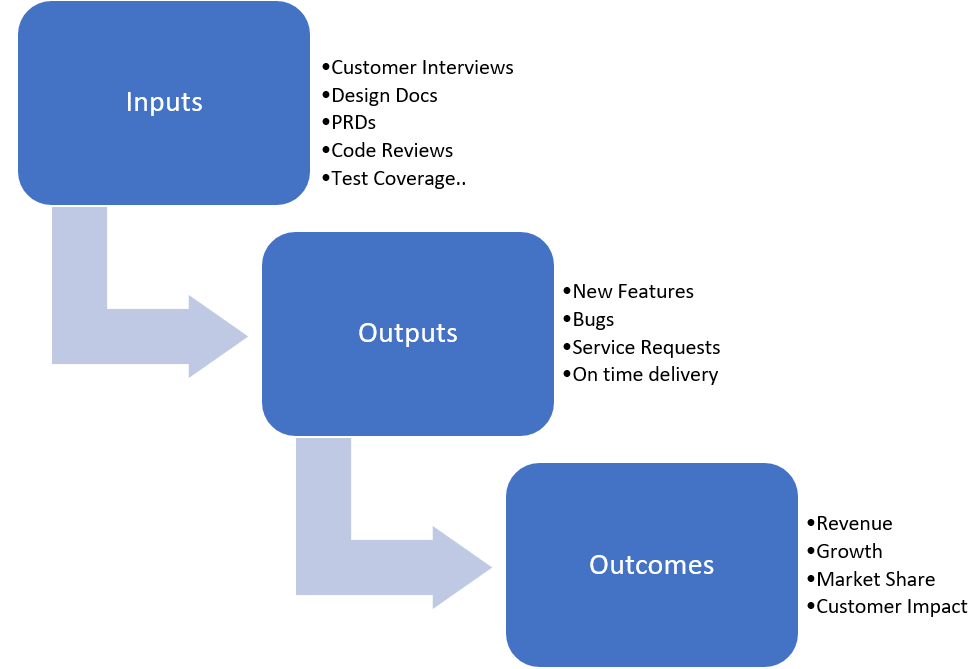 Inputs
•Customer Interviews
•Design Docs
•PRDs
•Code Reviews
•Test Coverage..
Outputs
•New Features
•Bugs
•Service Requests
•On time delivery
Outcomes
•Revenue
•Growth
•Market Share
•Customer Impact